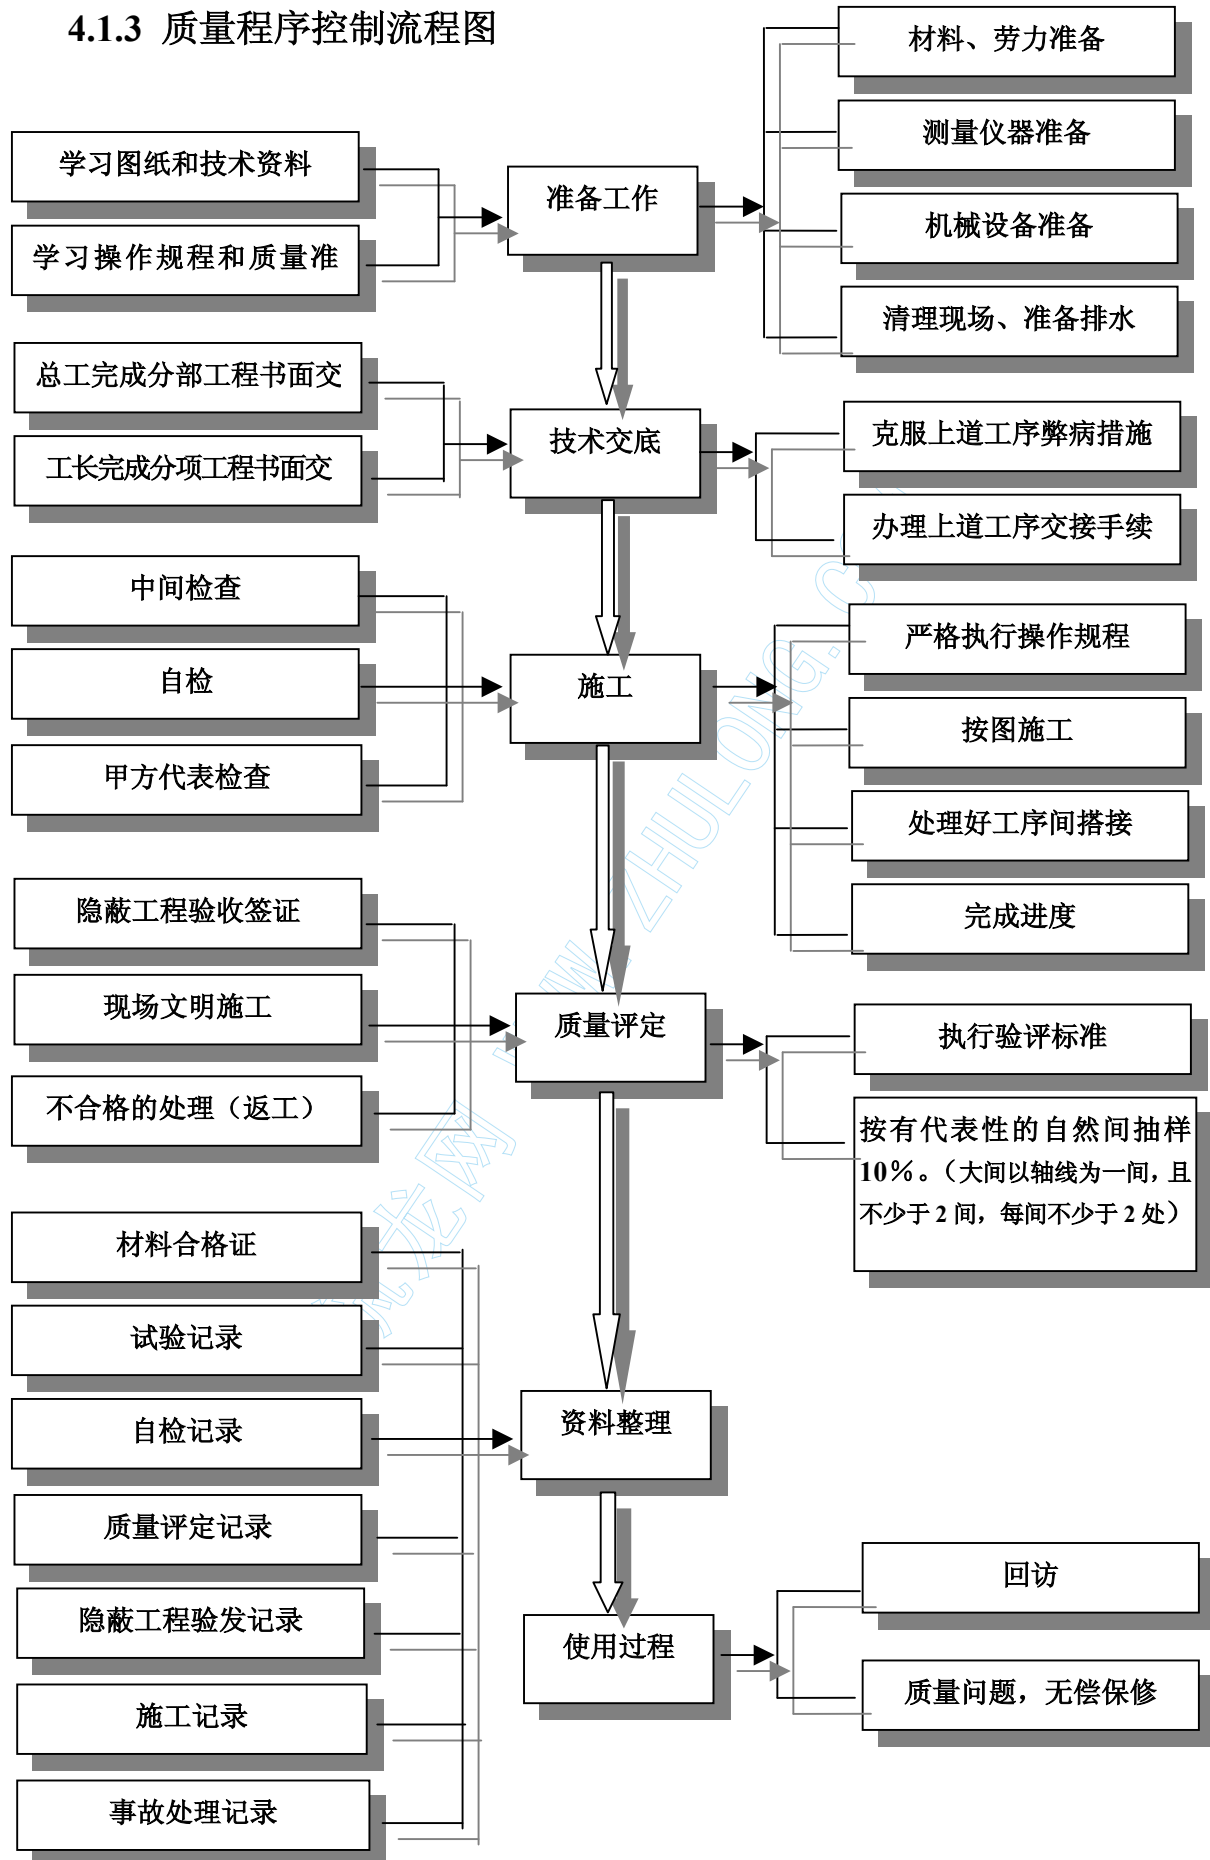 4.1.3 质量程序控制流程图
材料、劳力准备
测量仪器准备
学习图纸和技术资料
准备工作
机械设备准备
学习操作规程和质量准
清理现场、准备排水
总工完成分部工程书面交
技术交底
克服上道工序弊病措施
工长完成分项工程书面交
办理上道工序交接手续
中间检查
严格执行操作规程
自检
施工
按图施工
甲方代表检查
处理好工序间搭接
隐蔽工程验收签证
完成进度
现场文明施工
质量评定
执行验评标准
不合格的处理（返工）
按有代表性的自然间抽样
10％。（大间以轴线为一间，且
不少于 2 间，每间不少于 2 处）
材料合格证
试验记录
自检记录
资料整理
质量评定记录
回访
隐蔽工程验发记录
使用过程
质量问题，无偿保修
施工记录
事故处理记录